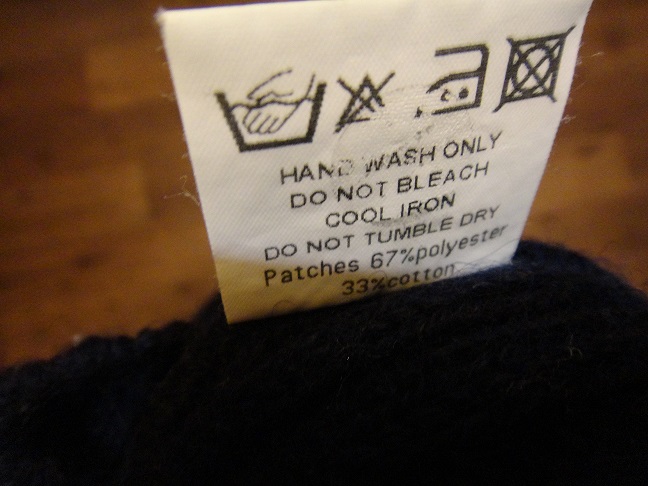 HAND WASH ONLY
DO NOT BLEACH
COOL IRON
DO NOT TUMBLE DRY
Patches 67%polyester
33%cotton